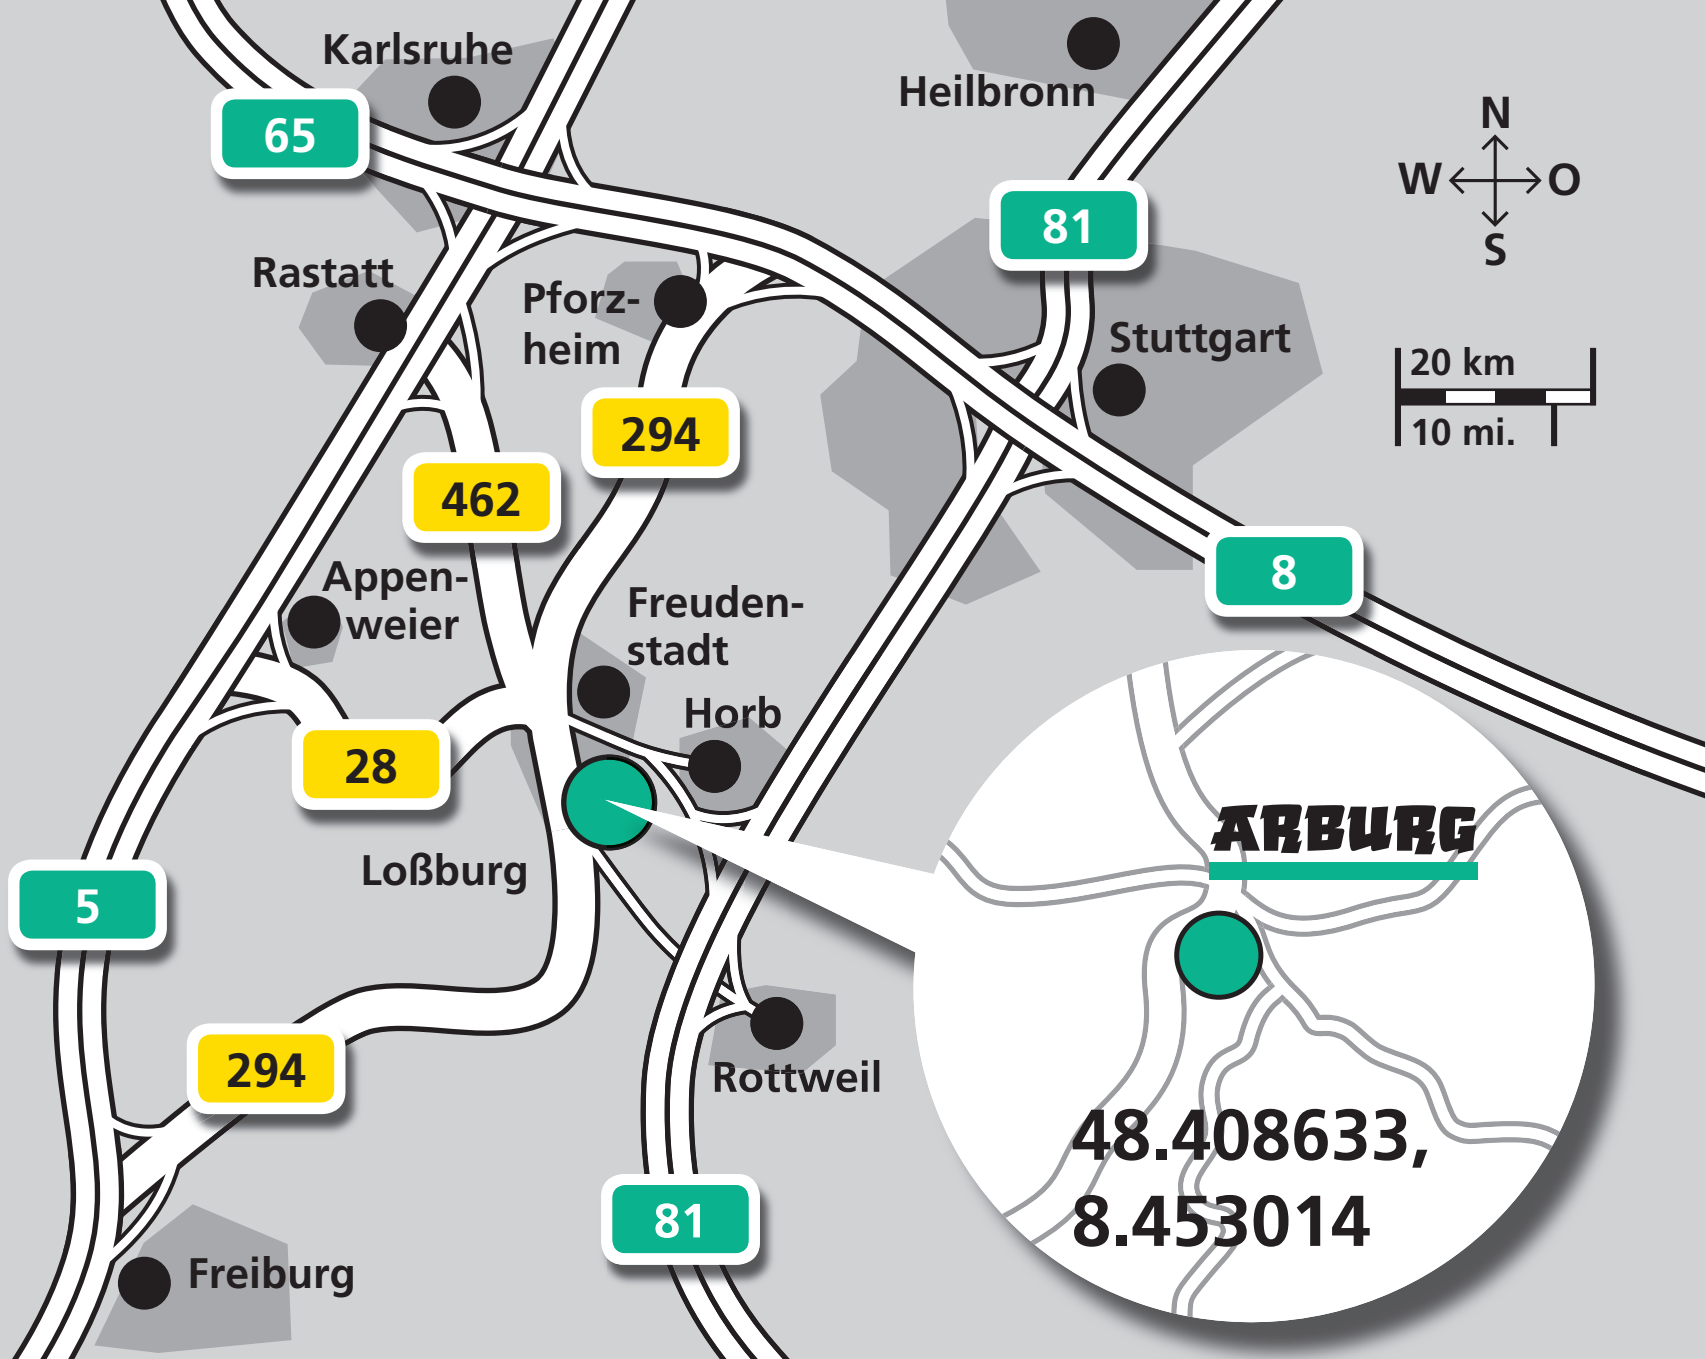 Karlsruhe
Heilbronn
65
N
W
O
S
81
Rastatt
Pforz-
heim
Stuttgart
20 km
10 mi.
294
462
8
Appen-
weier
Freuden-
stadt
Horb
28
ARBURG
Loßburg
5
294
Rottweil
48.408633,
8.453014
81
Freiburg